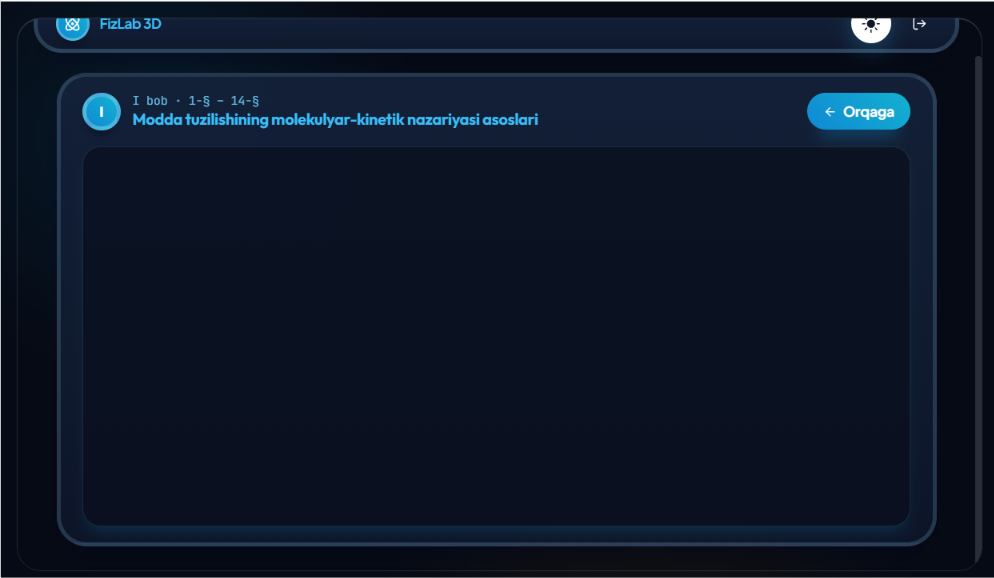 FizLab 3D
I
I bob · 1-§ – 14-§
Modda tuzilishining molekulyar-kinetik nazariyasi asoslari
← Orqaga